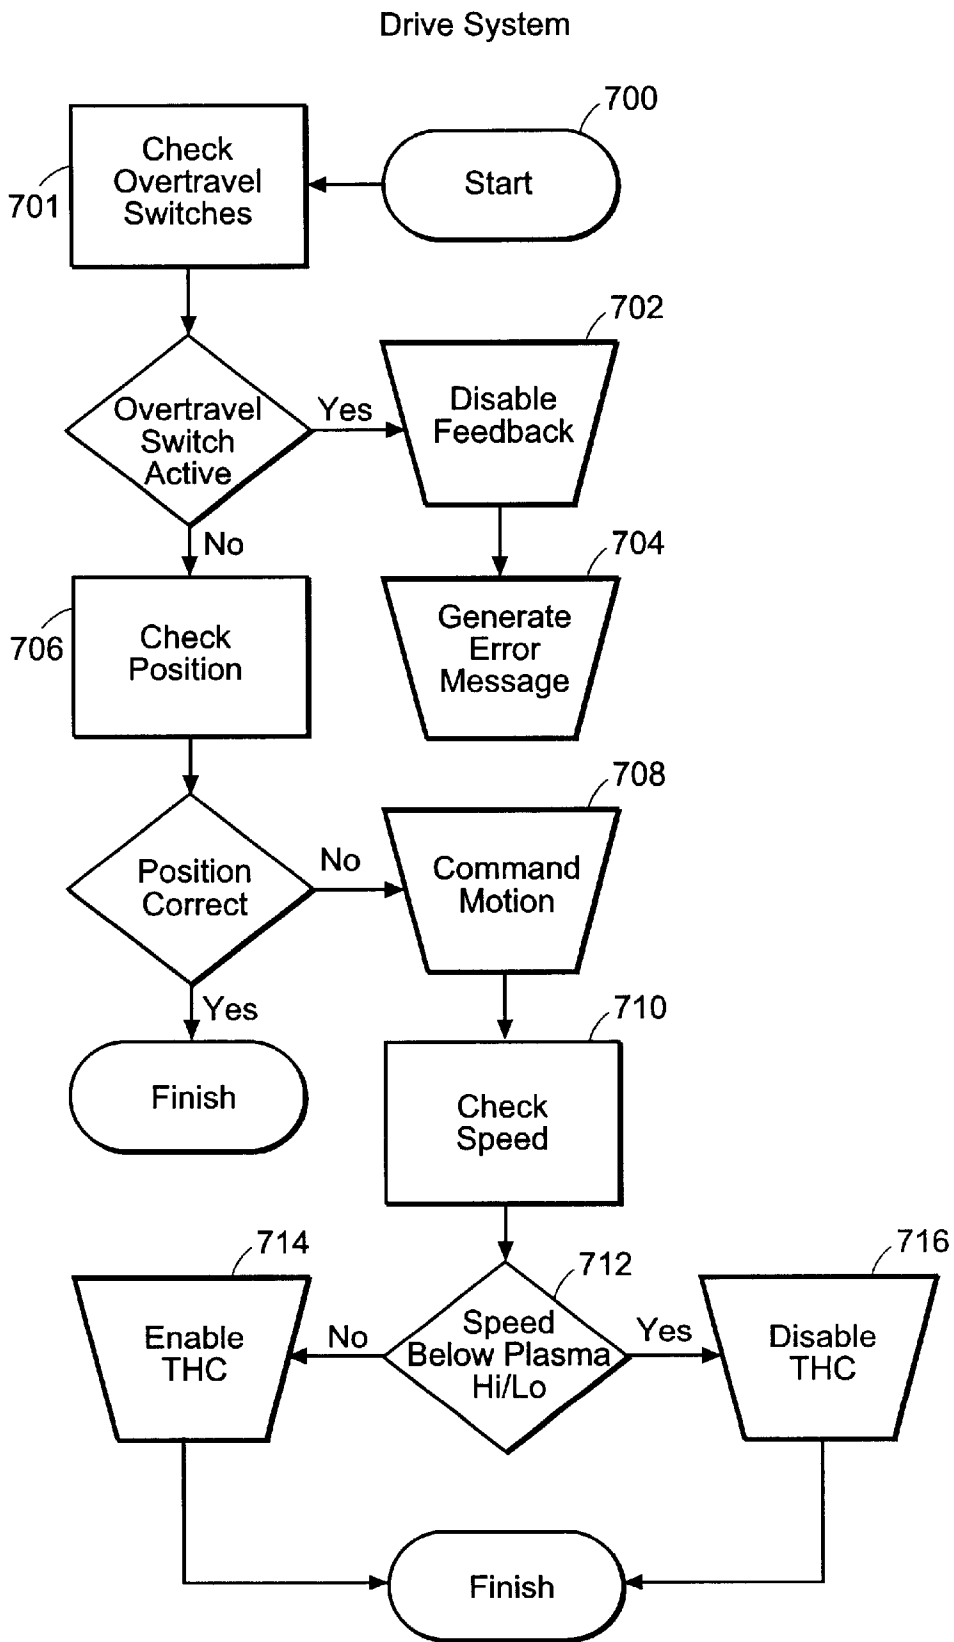 Drive System
700
Check
Overtravel
Switches
Start
701
702
Overtravel
Switch
Active
Yes
Disable
Feedback
No
704
706
Check
Position
Generate
Error
Message
708
Position
Correct
No
Command
Motion
Yes
710
Finish
Check
Speed
714
712
716
Enable
THC
No
Speed
Below Plasma
Hi/Lo
Yes
Disable
THC
Finish